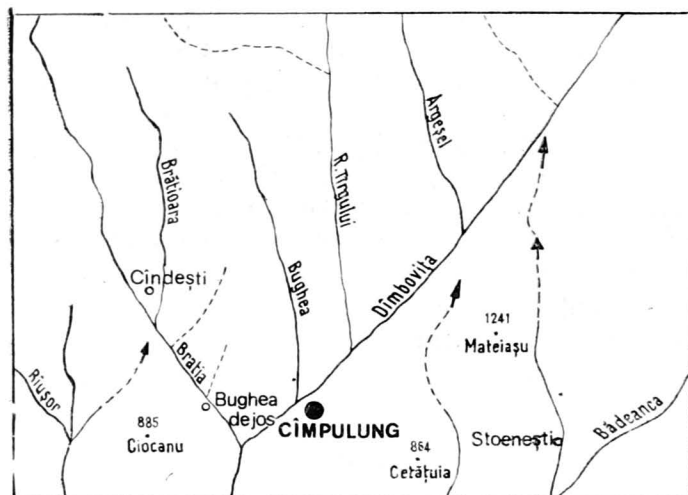 Brătioara
Argeșel
R. Tîrgului
Bughea
Cîndești
Dîmbovița
1241
Mateiașu
Bratia
Rîușor
Bughea
de jos
885
Ciocanu
CÎMPULUNG
864
Cetățuia
Stoenești
Bădeanca